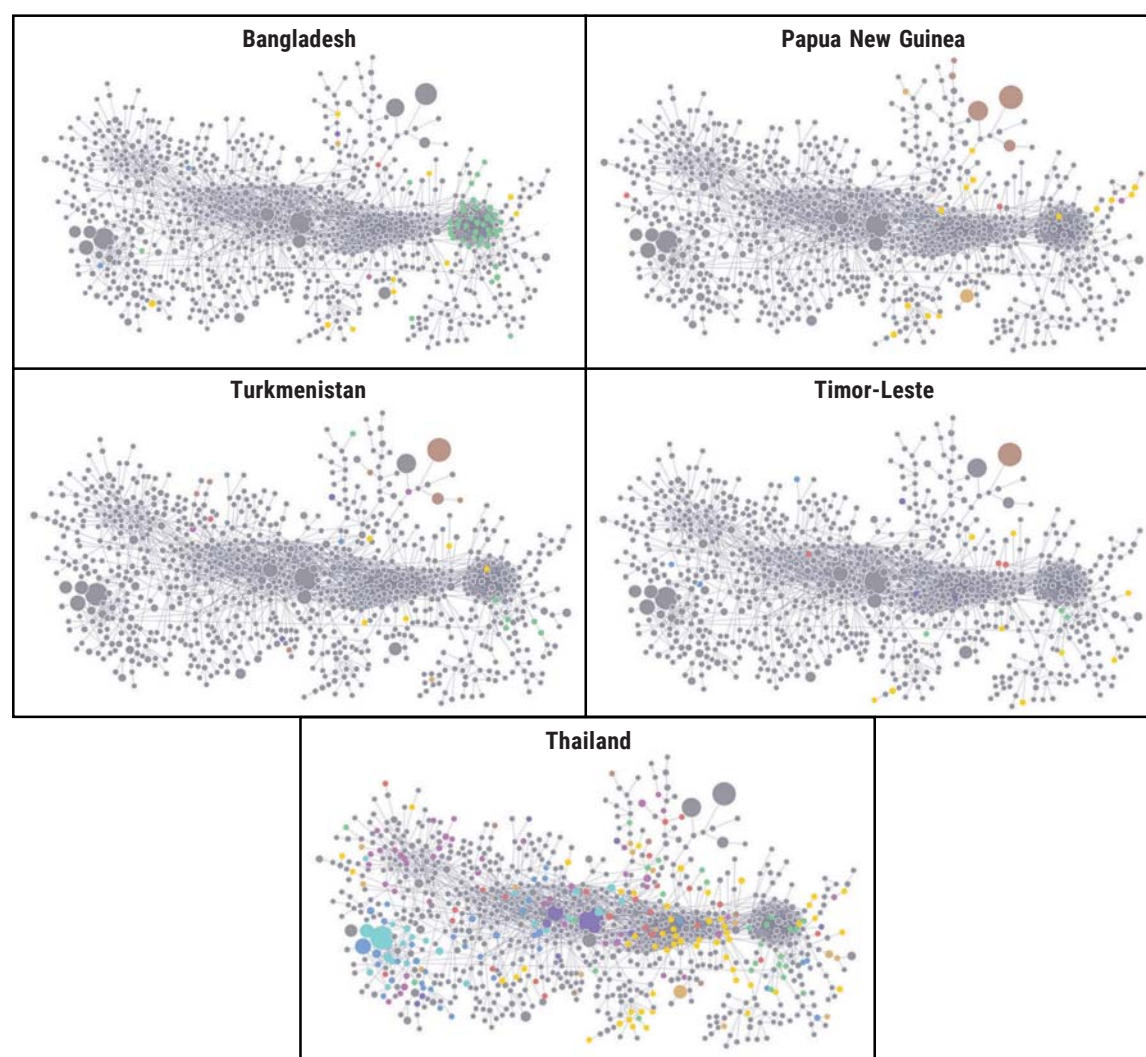 Bangladesh
Papua New Guinea
Turkmenistan
Timor-Leste
Thailand